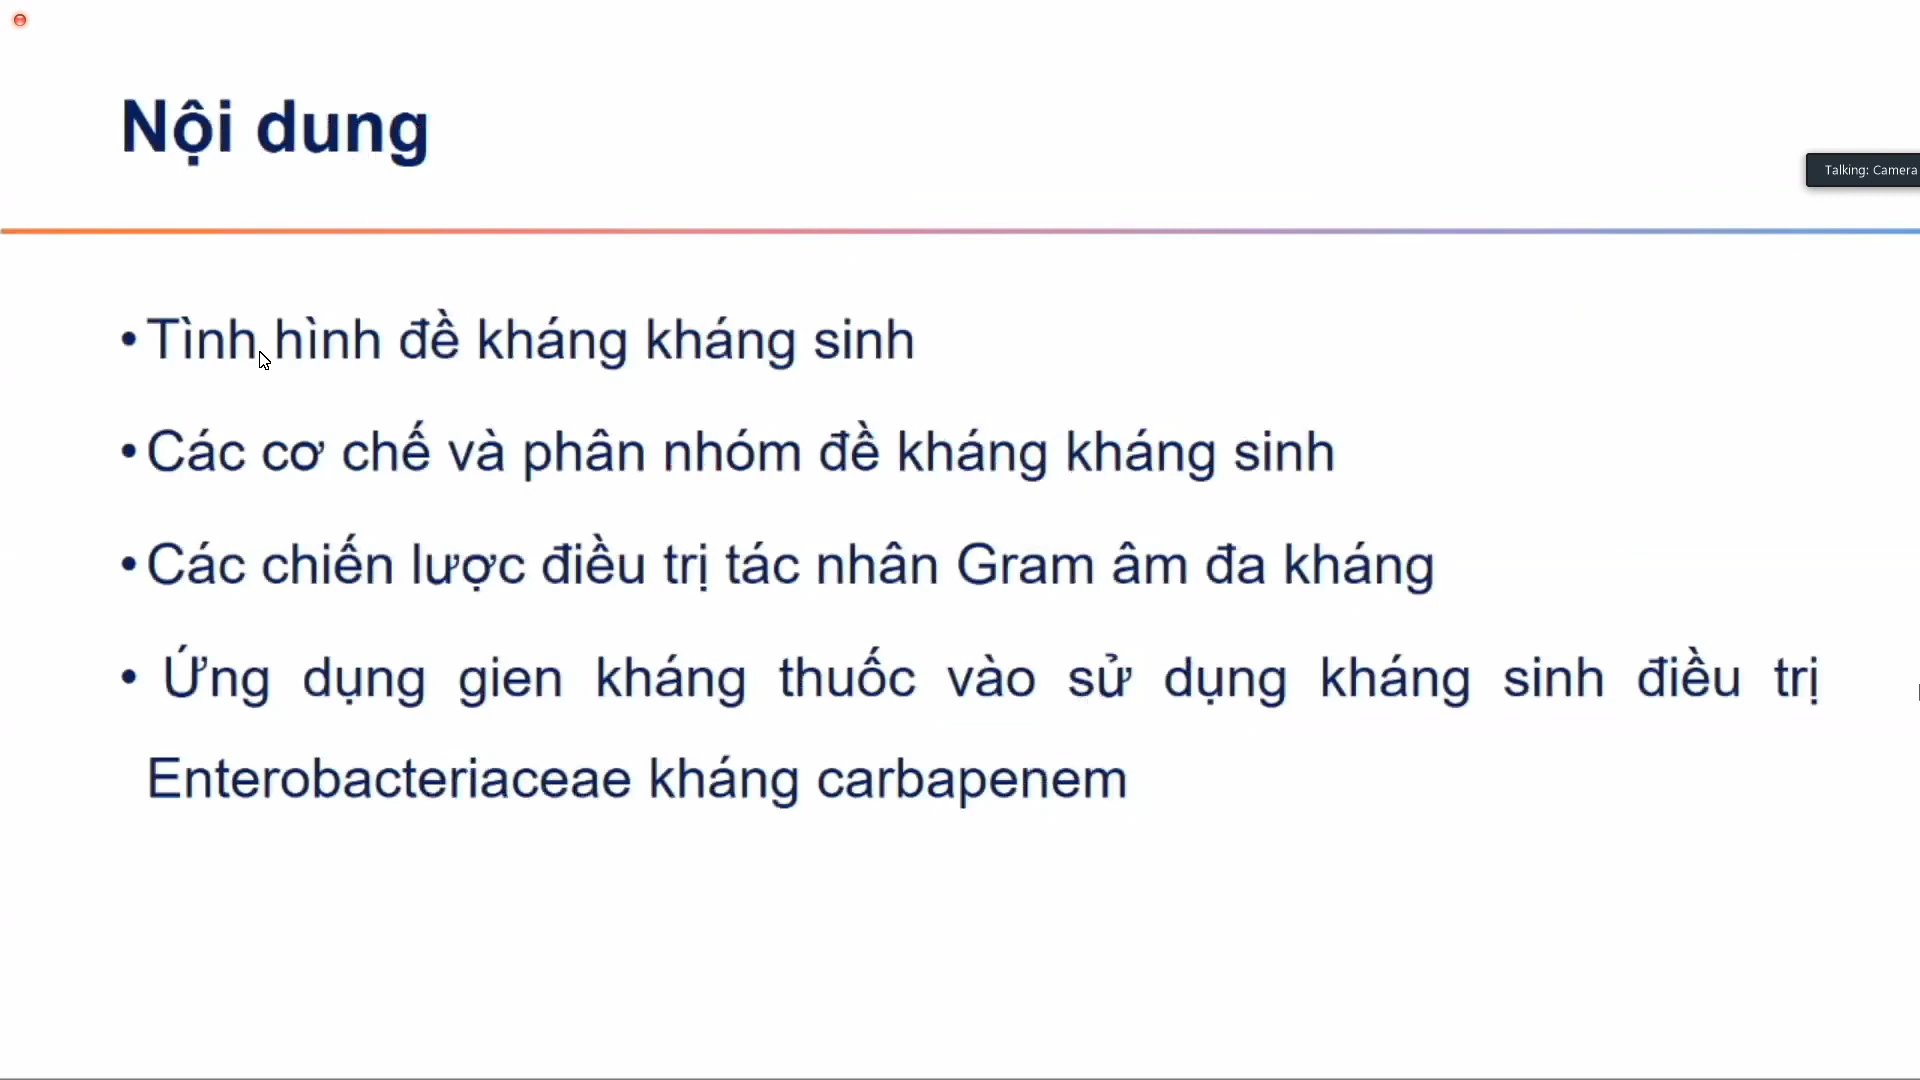 Nội dung
Talking: Camera
• Tình hình đề kháng kháng sinh
• Các cơ chế và phân nhóm đề kháng kháng sinh
• Các chiến lược điều trị tác nhân Gram âm đa kháng
• Ứng dụng gien kháng thuốc vào sử dụng kháng sinh điều trị
Enterobacteriaceae kháng carbapenem